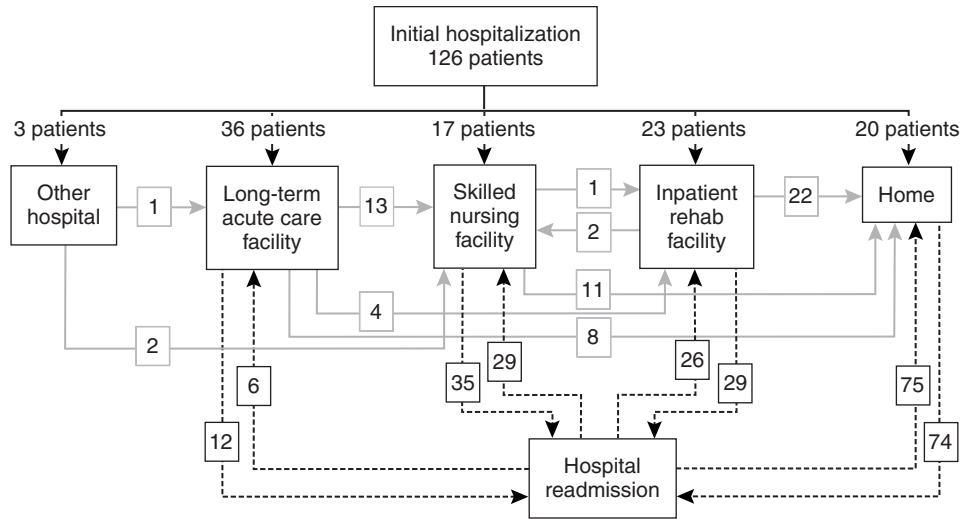 Initial hospitalization
126 patients
3 patients
36 patients
17 patients
23 patients
20 patients
Other
hospital
1
Long-term
acute care
facility
13
Skilled
nursing
facility
1
2
Inpatient
rehab
facility
22
Home
11
4
8
2
6
35
29
26
29
75
12
74
Hospital
readmission